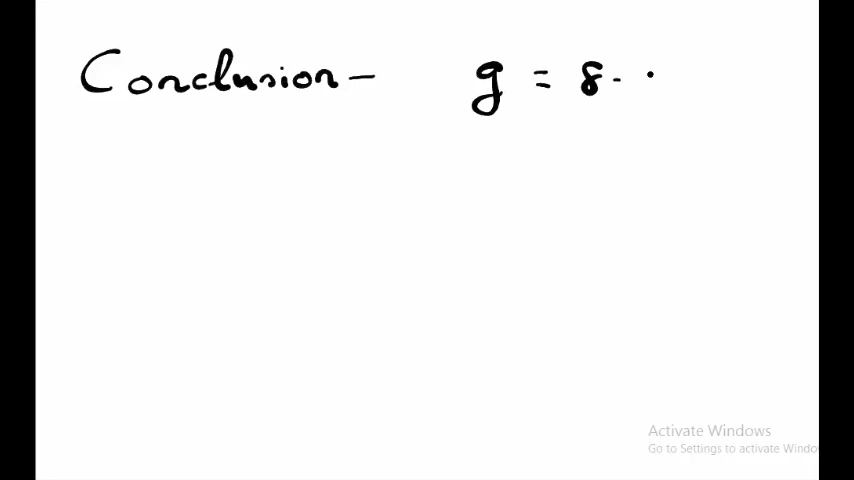 Conclusion - g = 8. .
Activate Windows
Go to Settings to activate Windo